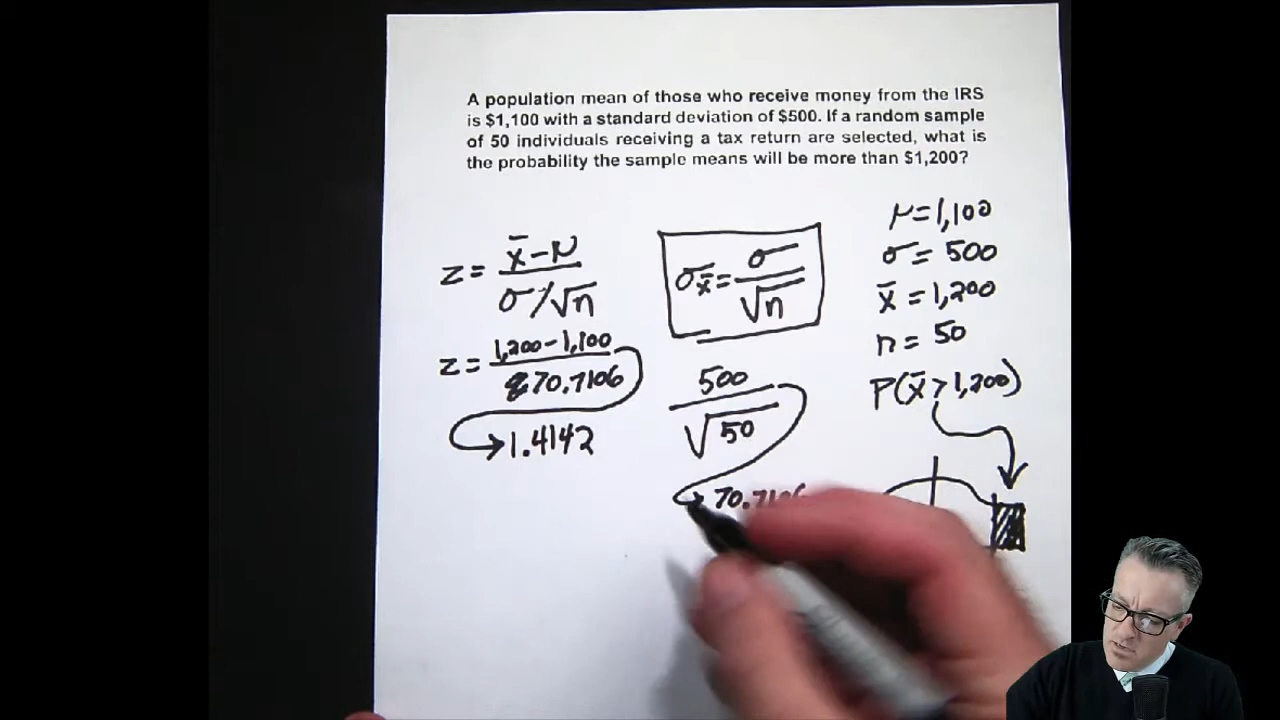 A population mean of those who receive money from the IRS
is $1,100 with a standard deviation of $500. If a random sample
of 50 individuals receiving a tax return are selected, what is
the probability the sample means will be more than $1,200?
z = x̄ - μ / σ/√n
z = 1,200 - 1,100 / 70.7106
→ 1.4142
σx̄ = σ / √n
500 / √50
→ 70.7106
μ = 1,100
σ = 500
x̄ = 1,200
n = 50
P(x̄ > 1,200)